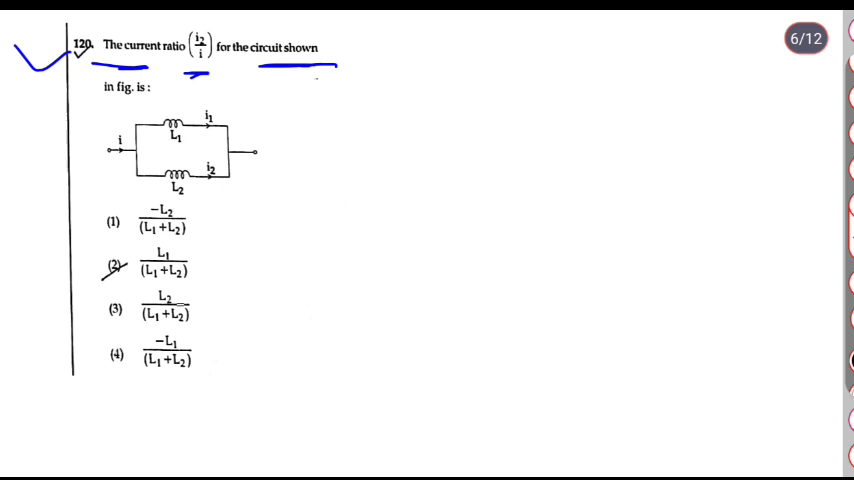 6/12
120. The current ratio (i₂/i) for the circuit shown
in fig. is :
i₁
L₁
i
i₂
L₂
(1) -L₂/(L₁+L₂)
(2) L₁/(L₁+L₂)
(3) L₂/(L₁+L₂)
(4) -L₁/(L₁+L₂)